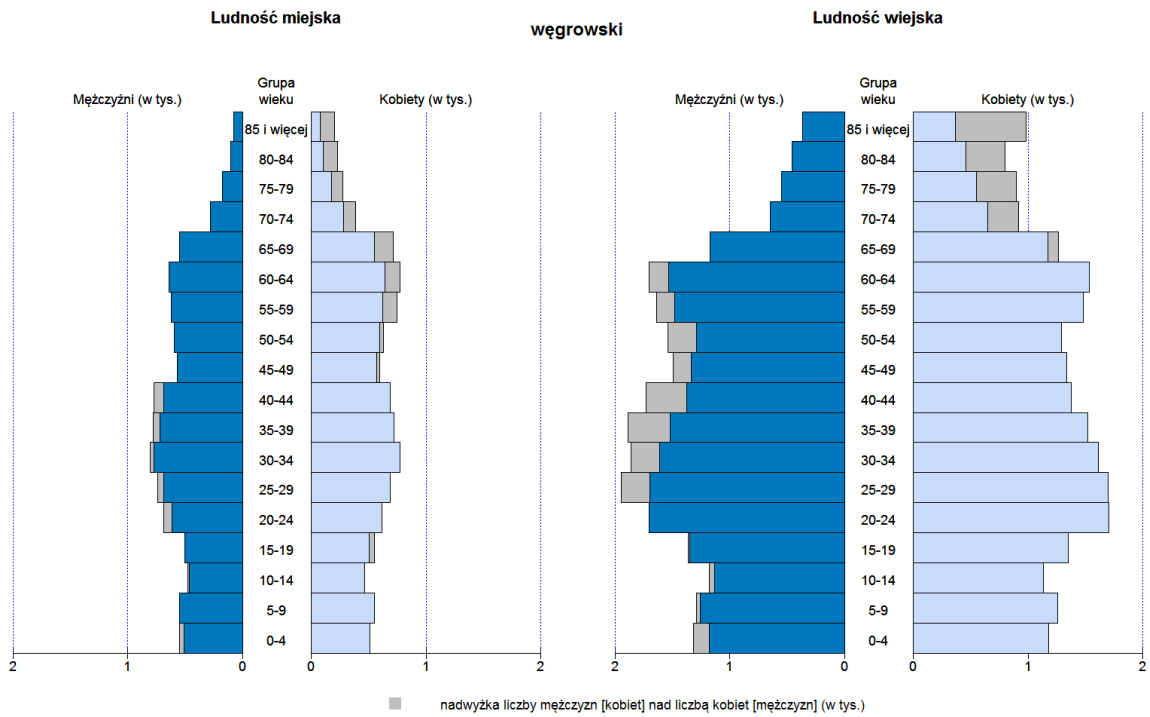 Ludność miejska
węgrowski
Ludność wiejska
Mężczyźni (w tys.)
Grupa
wieku
Kobiety (w tys.)
85 i więcej
80-84
75-79
70-74
65-69
60-64
55-59
50-54
45-49
40-44
35-39
30-34
25-29
20-24
15-19
10-14
5-9
0-4
2 1 0 0 1 2
Mężczyźni (w tys.)
Grupa
wieku
Kobiety (w tys.)
85 i więcej
80-84
75-79
70-74
65-69
60-64
55-59
50-54
45-49
40-44
35-39
30-34
25-29
20-24
15-19
10-14
5-9
0-4
2 1 0 0 1 2
nadwyżka liczby mężczyzn [kobiet] nad liczbą kobiet [mężczyzn] (w tys.)